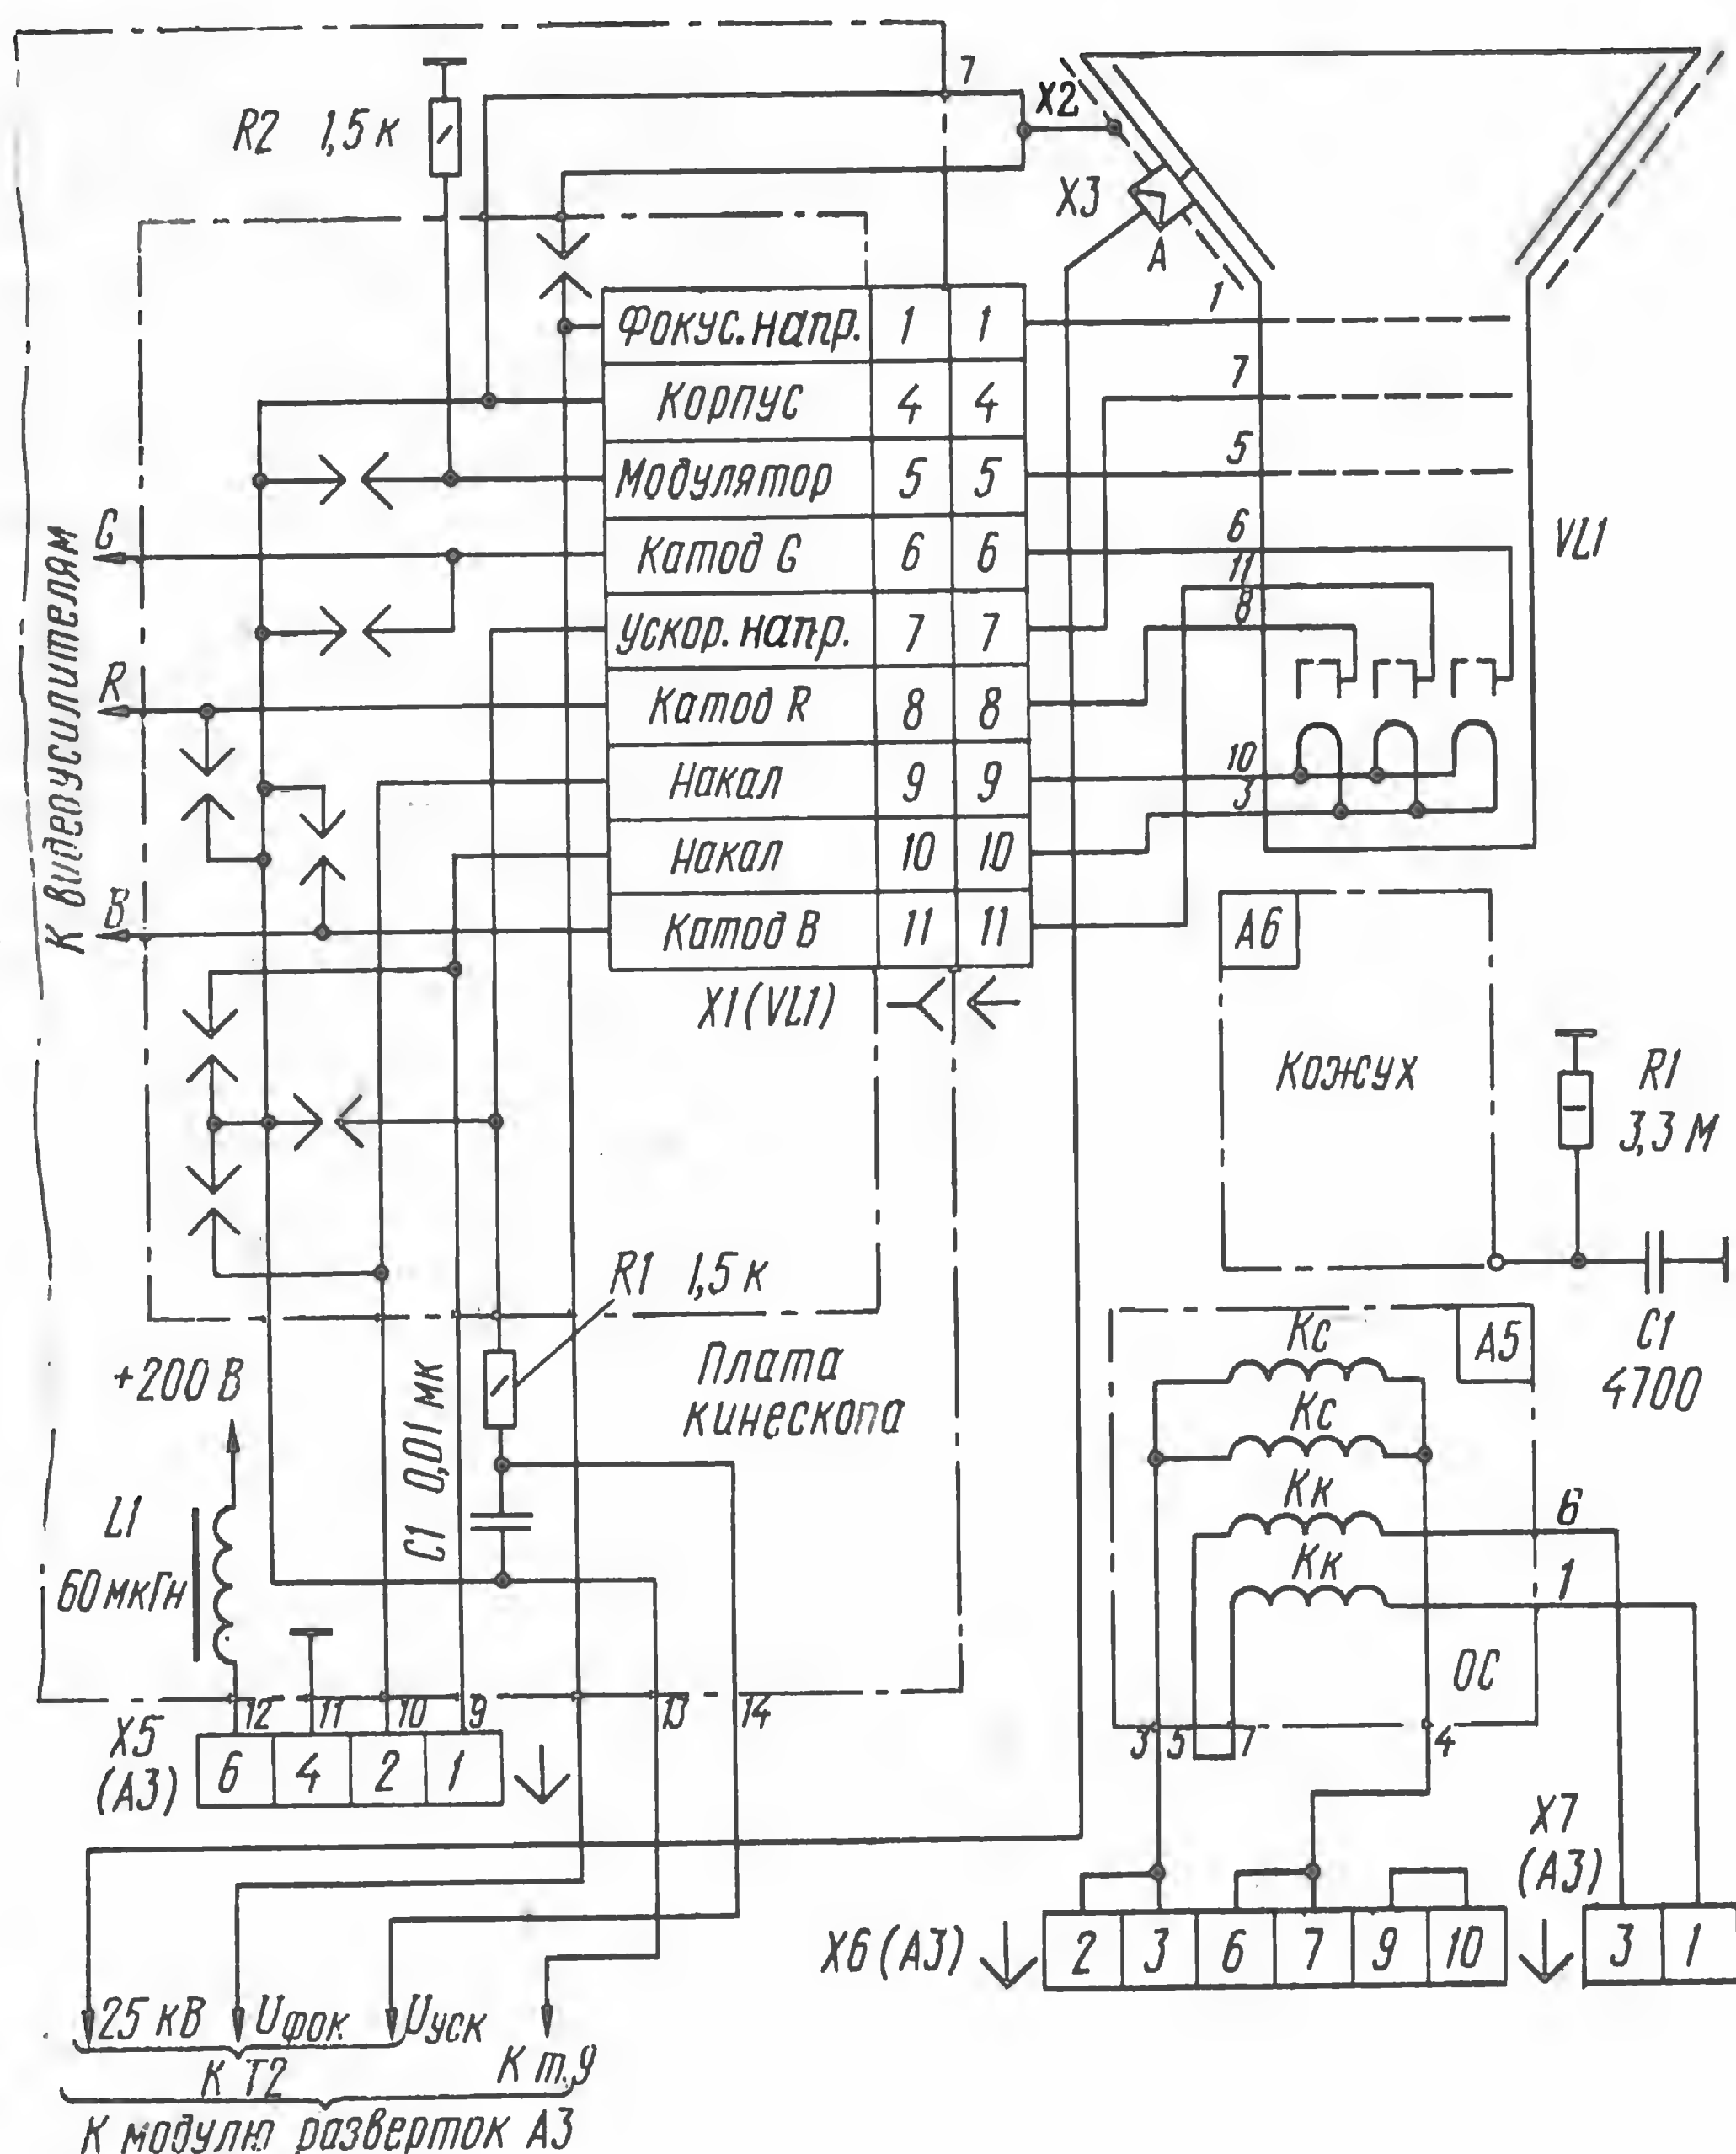 7
R2 1,5 к
X2
X3
A
1
Фокус. напр. 1 1
7
Корпус 4 4
5
Модулятор 5 5
К видеоусилителям
G
Катод G 6 6
6
VL1
11
8
Ускор. напр. 7 7
R
Катод R 8 8
Накал 9 9
10
3
Накал 10 10
B
Катод B 11 11
X1(VL1)
A6
Кожух
R1
3,3 М
C1
4700
R1 1,5 к
+200 В
C1 0,01 мк
Плата
кинескопа
L1
60 мкГн
Кс
A5
Кс
Кк
6
Кк
1
ОС
3 5 7 4
12 11 10 9 13 14
X5
(A3)
6 4 2 1
X7
(A3)
X6 (A3)
2 3 6 7 9 10
3 1
25 кВ Uфок Uуск
К Т2
К т.9
К модулю разверток А3